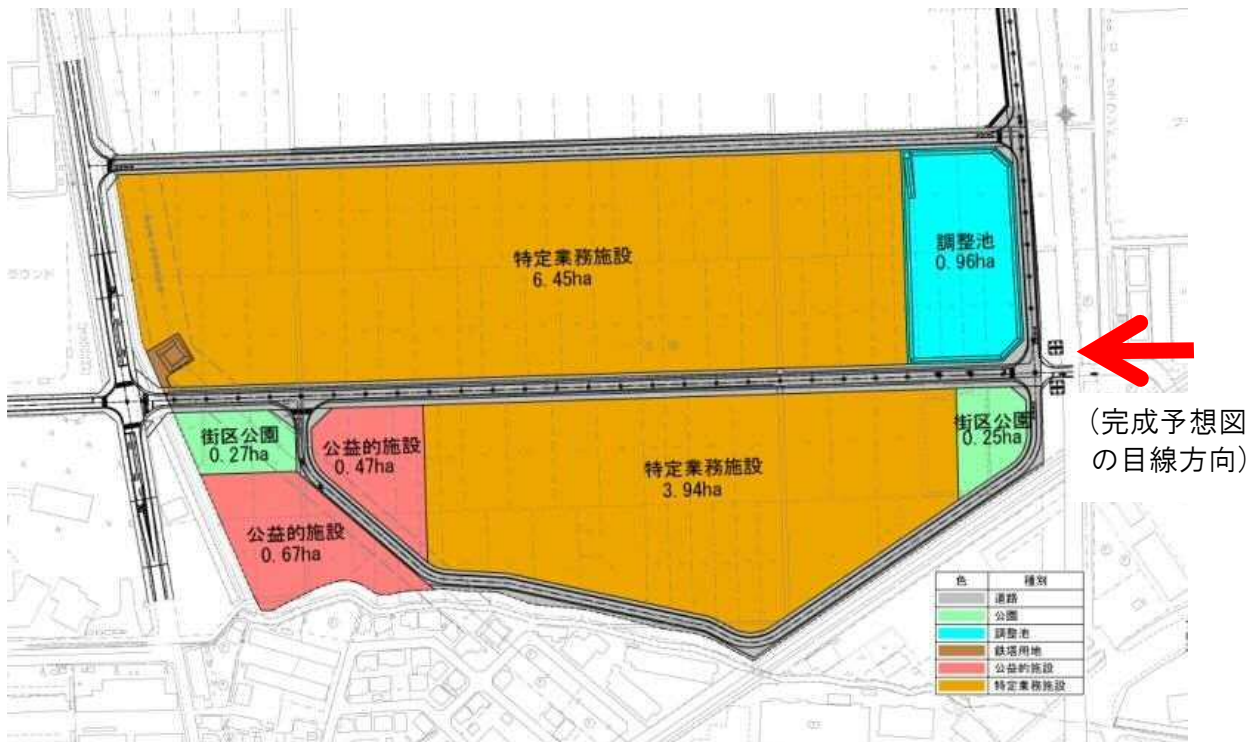 特定業務施設
6.45ha
調整池
0.96ha
(完成予想図
の目線方向)
街区公園
0.27ha
公益的施設
0.47ha
特定業務施設
3.94ha
街区公園
0.25ha
公益的施設
0.67ha
色 種別
道路
公園
調整池
鉄塔用地
公益的施設
特定業務施設